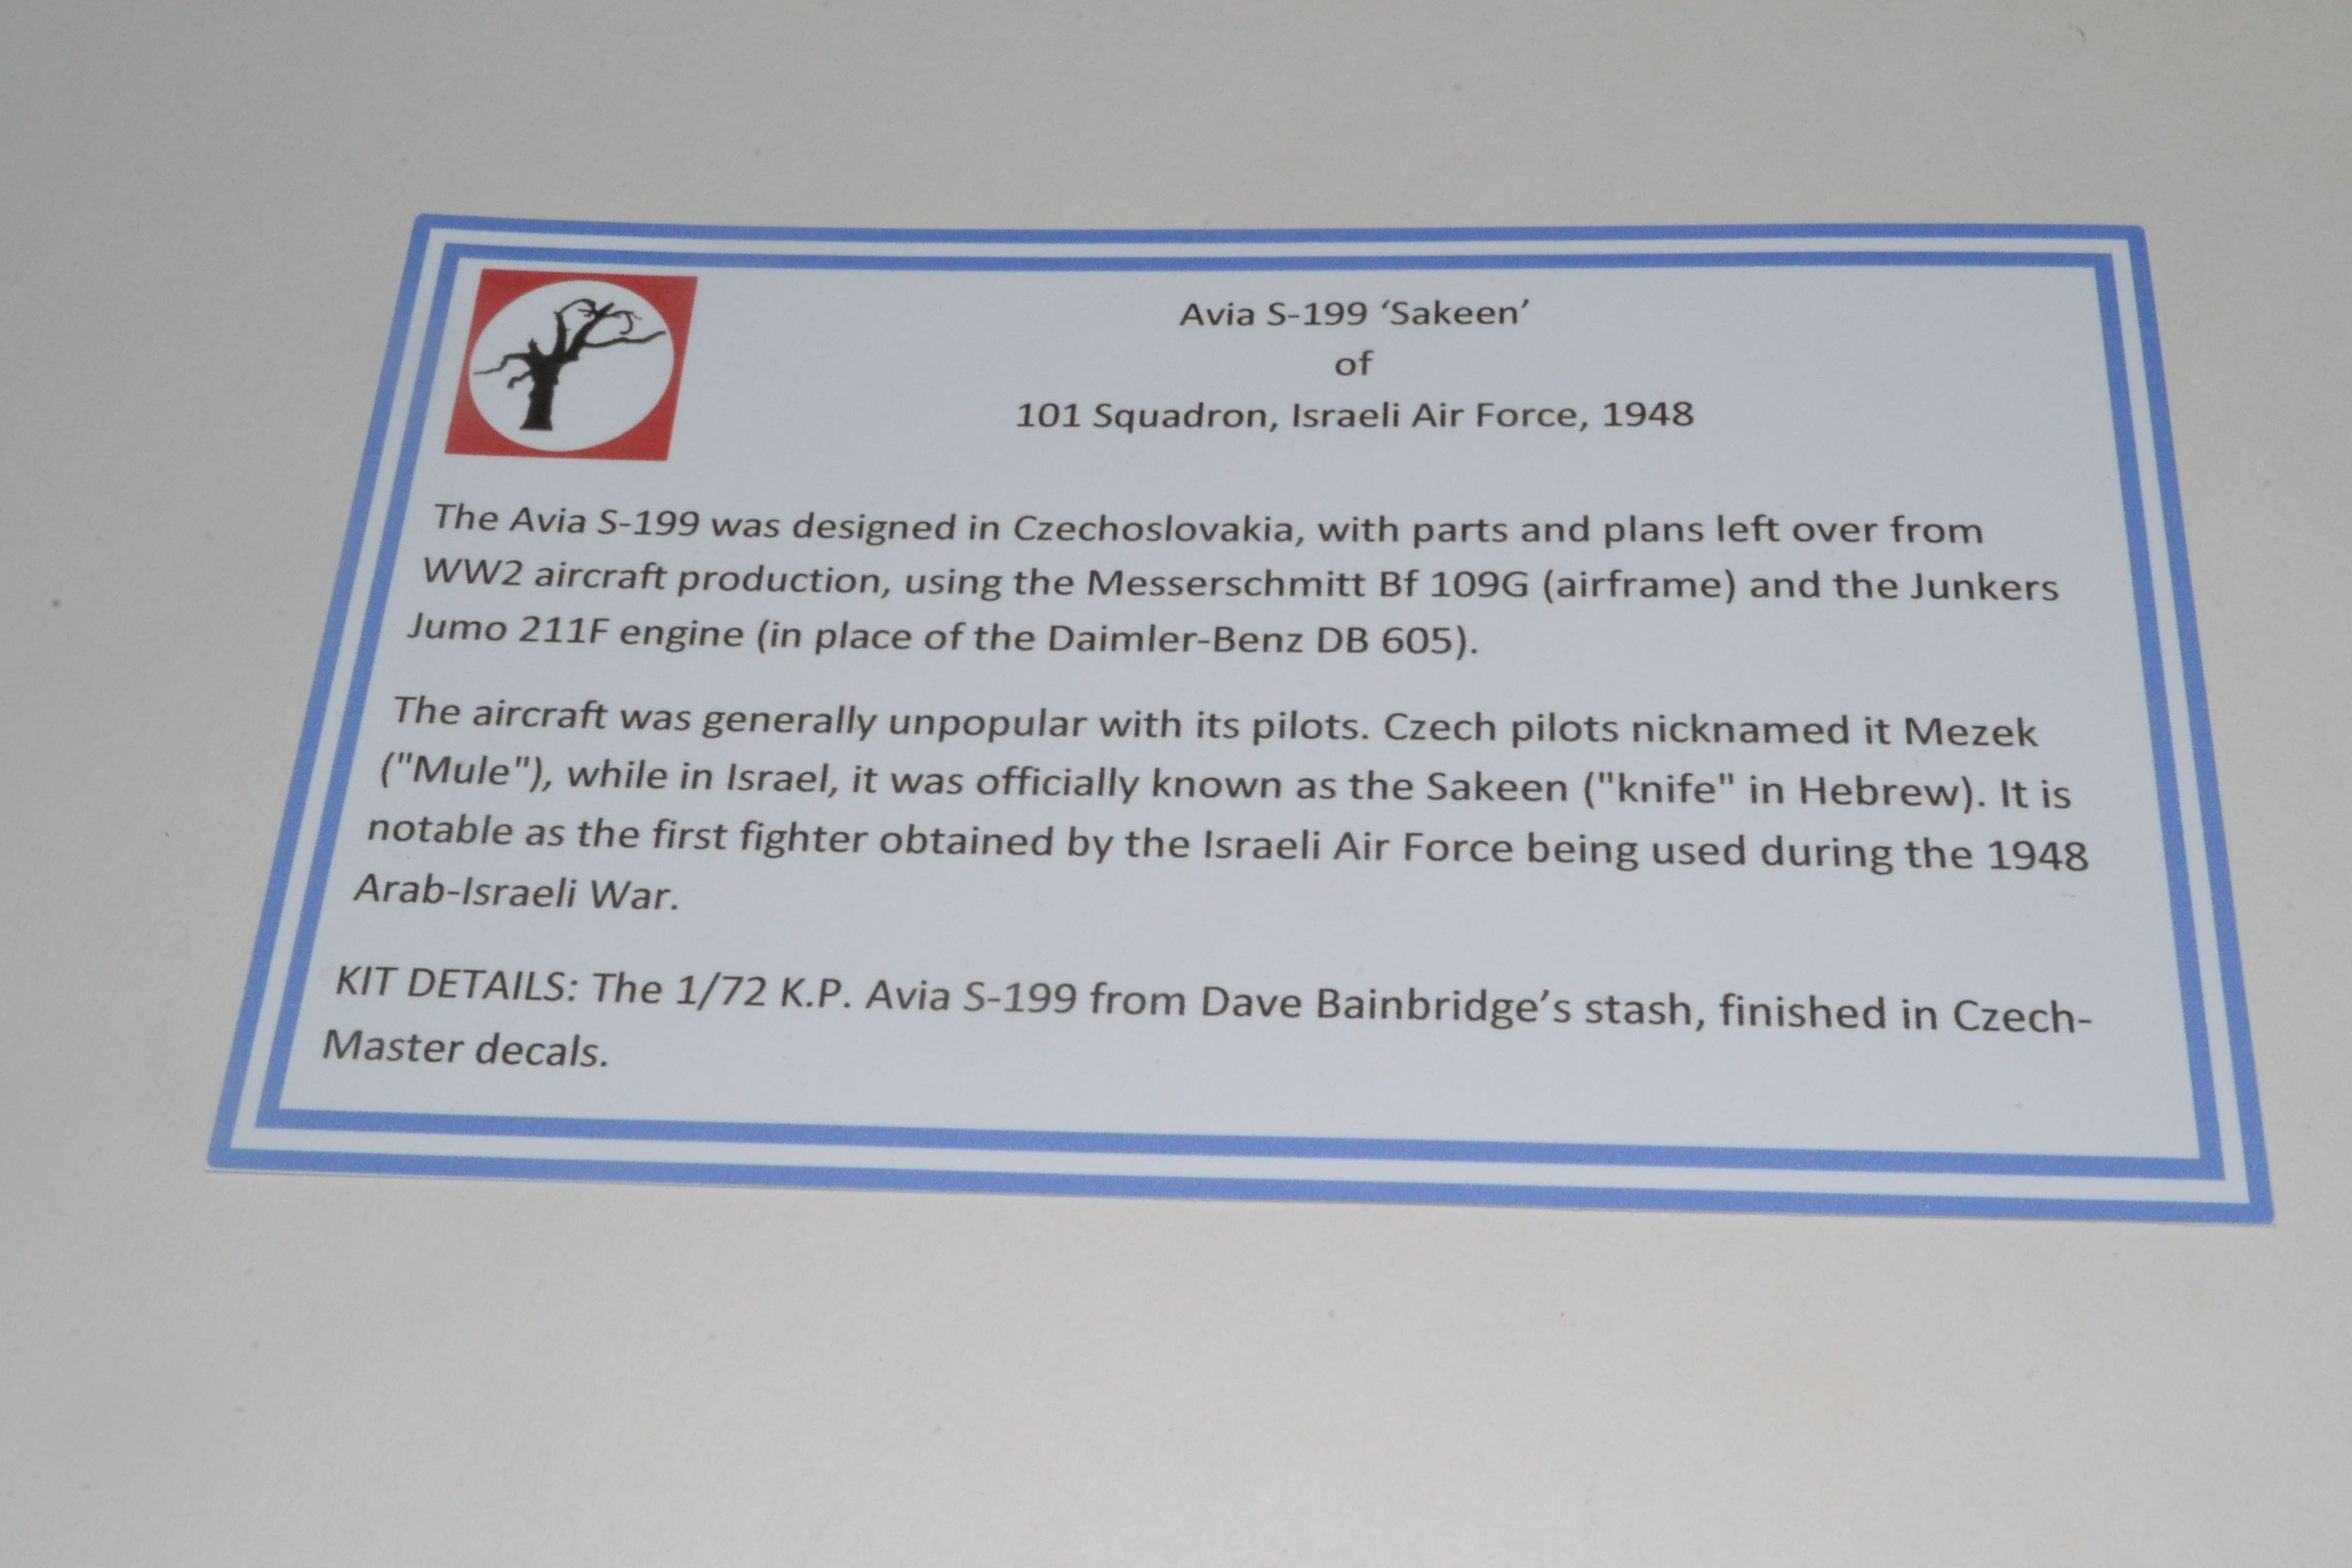 Avia S-199 ‘Sakeen’
of
101 Squadron, Israeli Air Force, 1948
The Avia S-199 was designed in Czechoslovakia, with parts and plans left over from
WW2 aircraft production, using the Messerschmitt Bf 109G (airframe) and the Junkers
Jumo 211F engine (in place of the Daimler-Benz DB 605).
The aircraft was generally unpopular with its pilots. Czech pilots nicknamed it Mezek
("Mule"), while in Israel, it was officially known as the Sakeen ("knife" in Hebrew). It is
notable as the first fighter obtained by the Israeli Air Force being used during the 1948
Arab-Israeli War.
KIT DETAILS: The 1/72 K.P. Avia S-199 from Dave Bainbridge’s stash, finished in Czech-
Master decals.